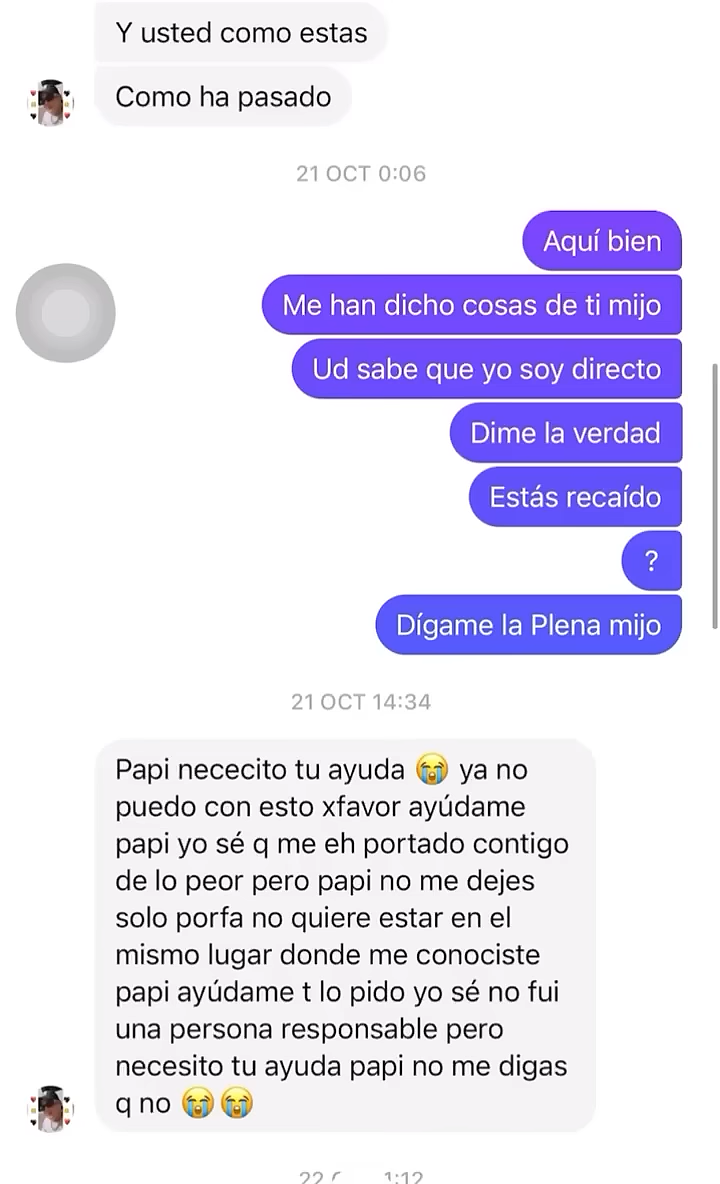 Y usted como estas
Como ha pasado
21 OCT 0:06
Aquí bien
Me han dicho cosas de ti mijo
Ud sabe que yo soy directo
Dime la verdad
Estás recaído
?
Dígame la Plena mijo
21 OCT 14:34
Papi nececito tu ayuda 😭 ya no
puedo con esto xfavor ayúdame
papi yo sé q me eh portado contigo
de lo peor pero papi no me dejes
solo porfa no quiere estar en el
mismo lugar donde me conociste
papi ayúdame t lo pido yo sé no fui
una persona responsable pero
necesito tu ayuda papi no me digas
q no 😭😭